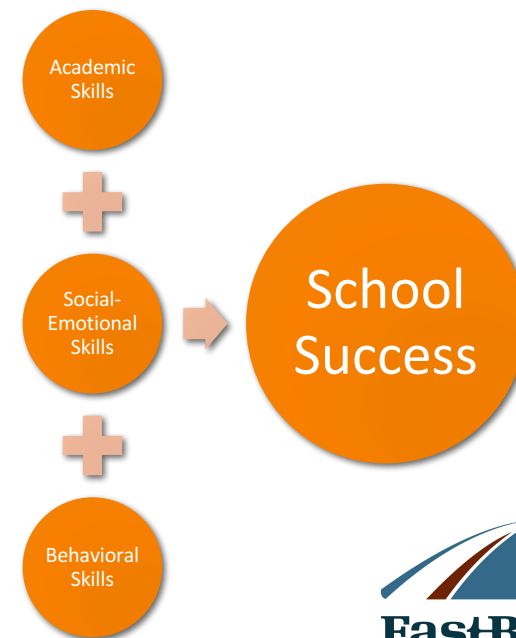 Academic
Skills
Social-
Emotional
Skills
School
Success
Behavioral
Skills